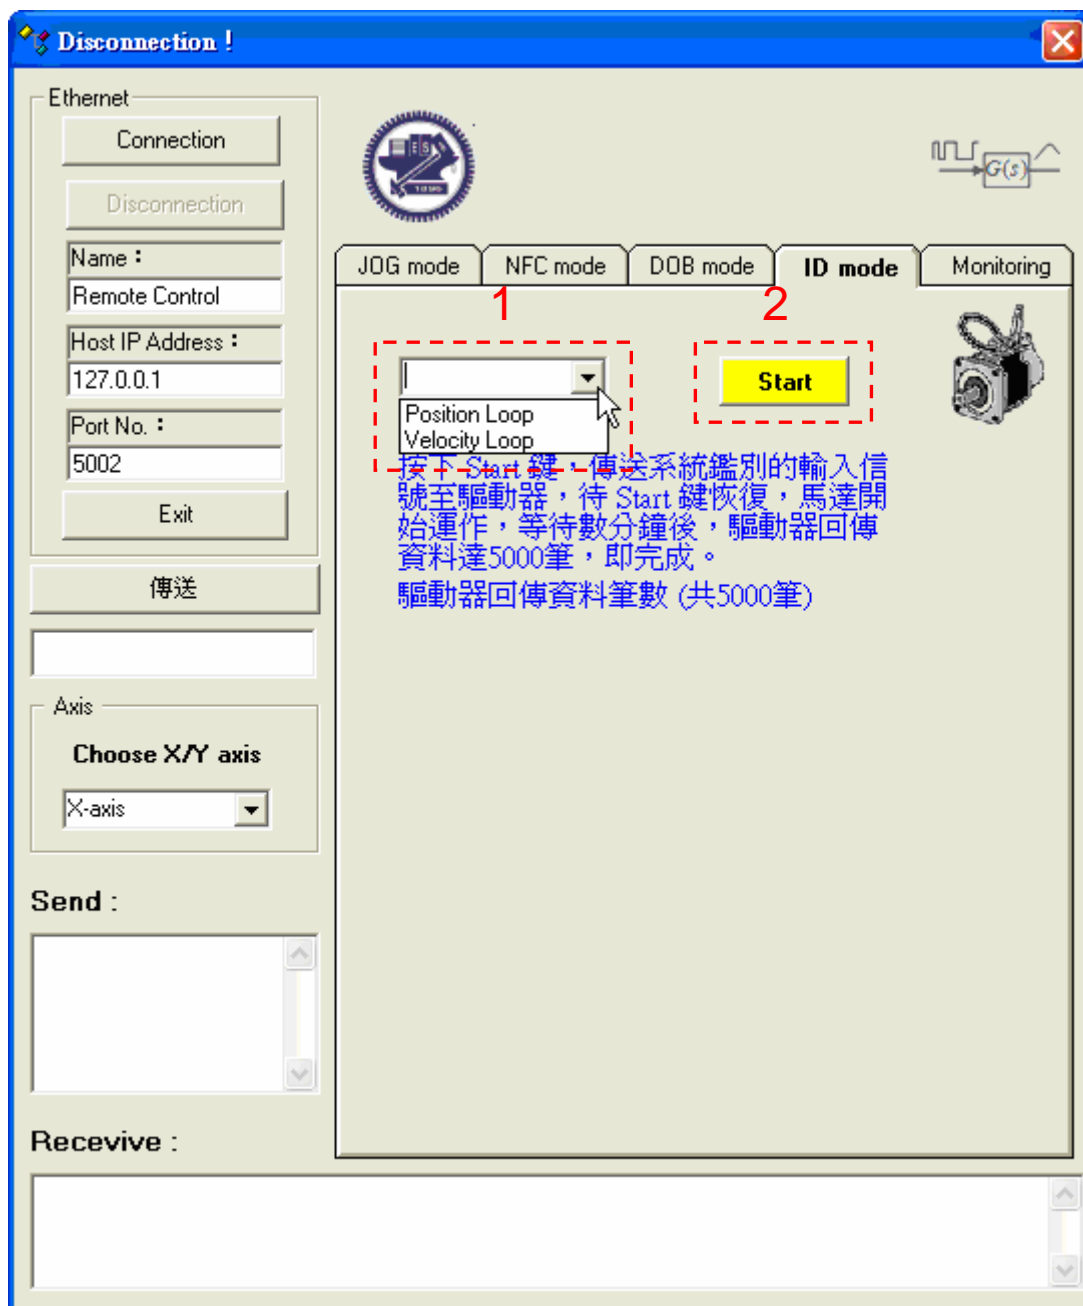 Disconnection !
Ethernet
Connection
Disconnection
Name：
Remote Control
Host IP Address：
127.0.0.1
Port No.：
5002
Exit
傳送
Axis
Choose X/Y axis
X-axis
Send :
Recevive :
1896
G(s)
JOG mode
NFC mode
DOB mode
ID mode
Monitoring
1
2
Start
Position Loop
Velocity Loop
按下 Start 鍵，傳送系統鑑別的輸入信
號至驅動器，待 Start 鍵恢復，馬達開
始運作，等待數分鐘後，驅動器回傳
資料達5000筆，即完成。
驅動器回傳資料筆數 (共5000筆)